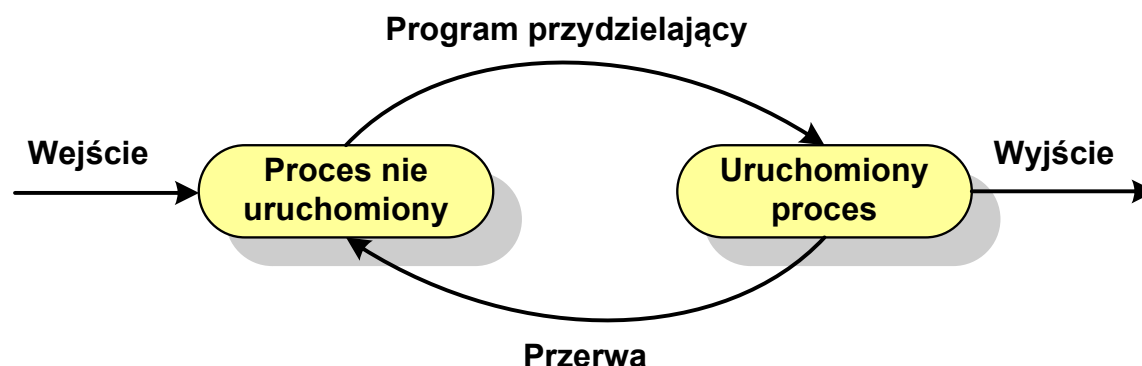 Program przydzielający
Wejście
Proces nie
uruchomiony
Uruchomiony
proces
Wyjście
Przerwa